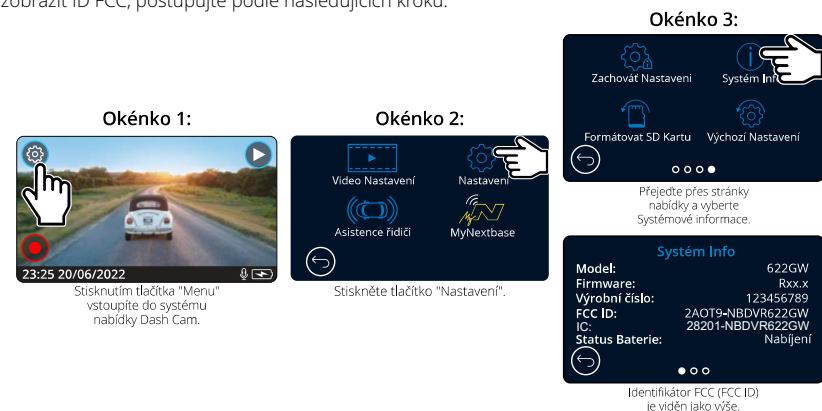 zobrazit ID FCC, postupujte podle následujících kroků:
Okénko 3:
Zachovát Nastaveni
Systém Info
Formátovat SD Kartu
Výchozí Nastavení
Přejeďte přes stránky
nabídky a vyberte
Systémové informace.
Okénko 1:
23:25 20/06/2022
Stisknutím tlačítka "Menu"
vstoupíte do systému
nabídky Dash Cam.
Okénko 2:
Video Nastavení
Nastavení
Asistence řidiči
MyNextbase
Stiskněte tlačítko "Nastavení".
Systém Info
Model: 622GW
Firmware: Rxx.x
Výrobní číslo: 123456789
FCC ID: 2AOT9-NBDVR622GW
IC: 28201-NBDVR622GW
Status Baterie: Nabíjení
Identifikátor FCC (FCC ID)
je viděn jako výše.